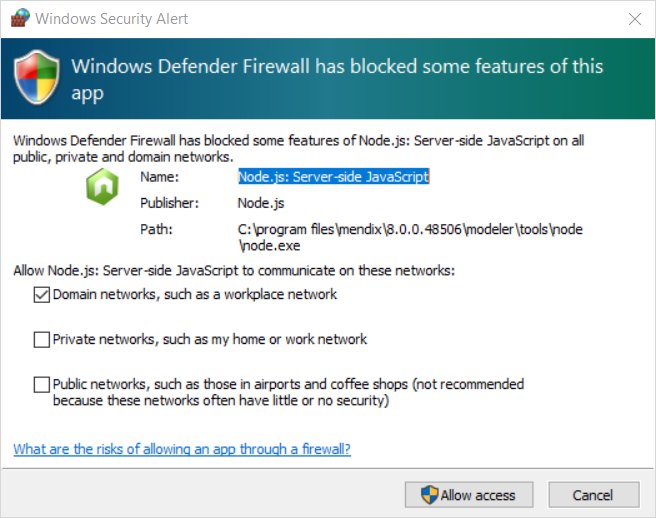 Windows Security Alert
Windows Defender Firewall has blocked some features of this
app
Windows Defender Firewall has blocked some features of Node.js: Server-side JavaScript on all
public, private and domain networks.
Name: Node.js: Server-side JavaScript
Publisher: Node.js
Path: C:\program files\mendix\8.0.0.48506\modeler\tools\node
\node.exe
Allow Node.js: Server-side JavaScript to communicate on these networks:
Domain networks, such as a workplace network
Private networks, such as my home or work network
Public networks, such as those in airports and coffee shops (not recommended
because these networks often have little or no security)
What are the risks of allowing an app through a firewall?
Allow access
Cancel